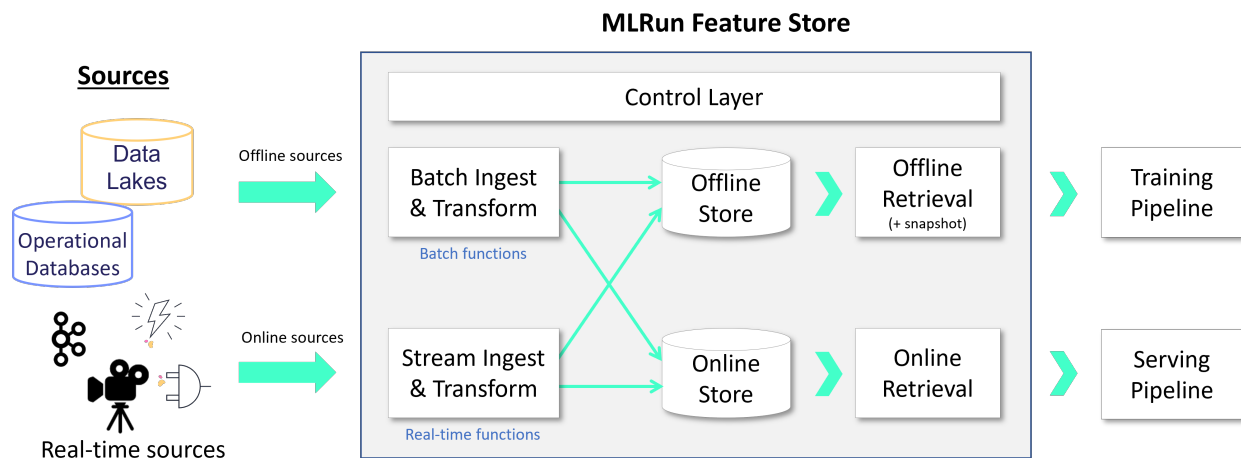 MLRun Feature Store
Sources
Control Layer
Data
Lakes
Operational
Databases
Offline sources
Batch Ingest
& Transform
Batch functions
Offline
Store
Offline
Retrieval
(+ snapshot)
Training
Pipeline
Real-time sources
Online sources
Stream Ingest
& Transform
Real-time functions
Online
Store
Online
Retrieval
Serving
Pipeline